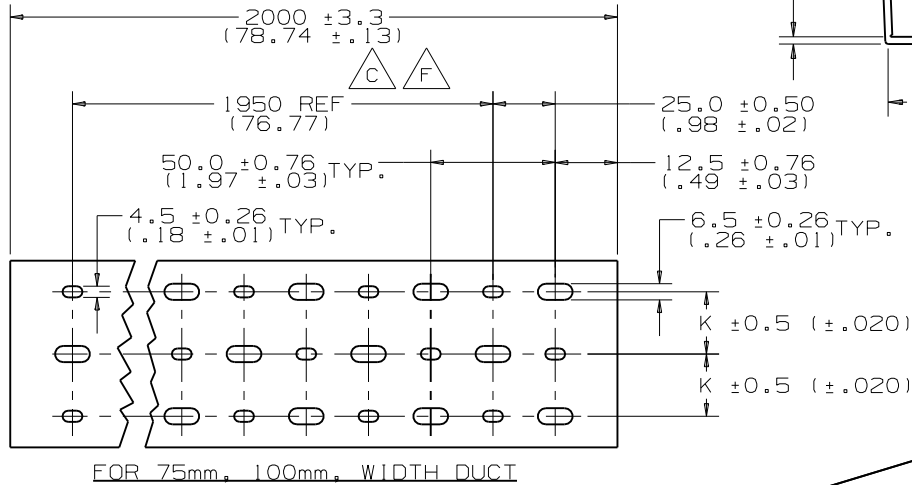 2000 ±3.3
(78.74 ±.13)
C F
1950 REF
(76.77)
25.0 ±0.50
(.98 ±.02)
50.0 ±0.76 TYP.
(1.97 ±.03)
12.5 ±0.76
(.49 ±.03)
4.5 ±0.26 TYP.
(.18 ±.01)
6.5 ±0.26 TYP.
(.26 ±.01)
K ±0.5 (±.020)
K ±0.5 (±.020)
FOR 75mm, 100mm, WIDTH DUCT